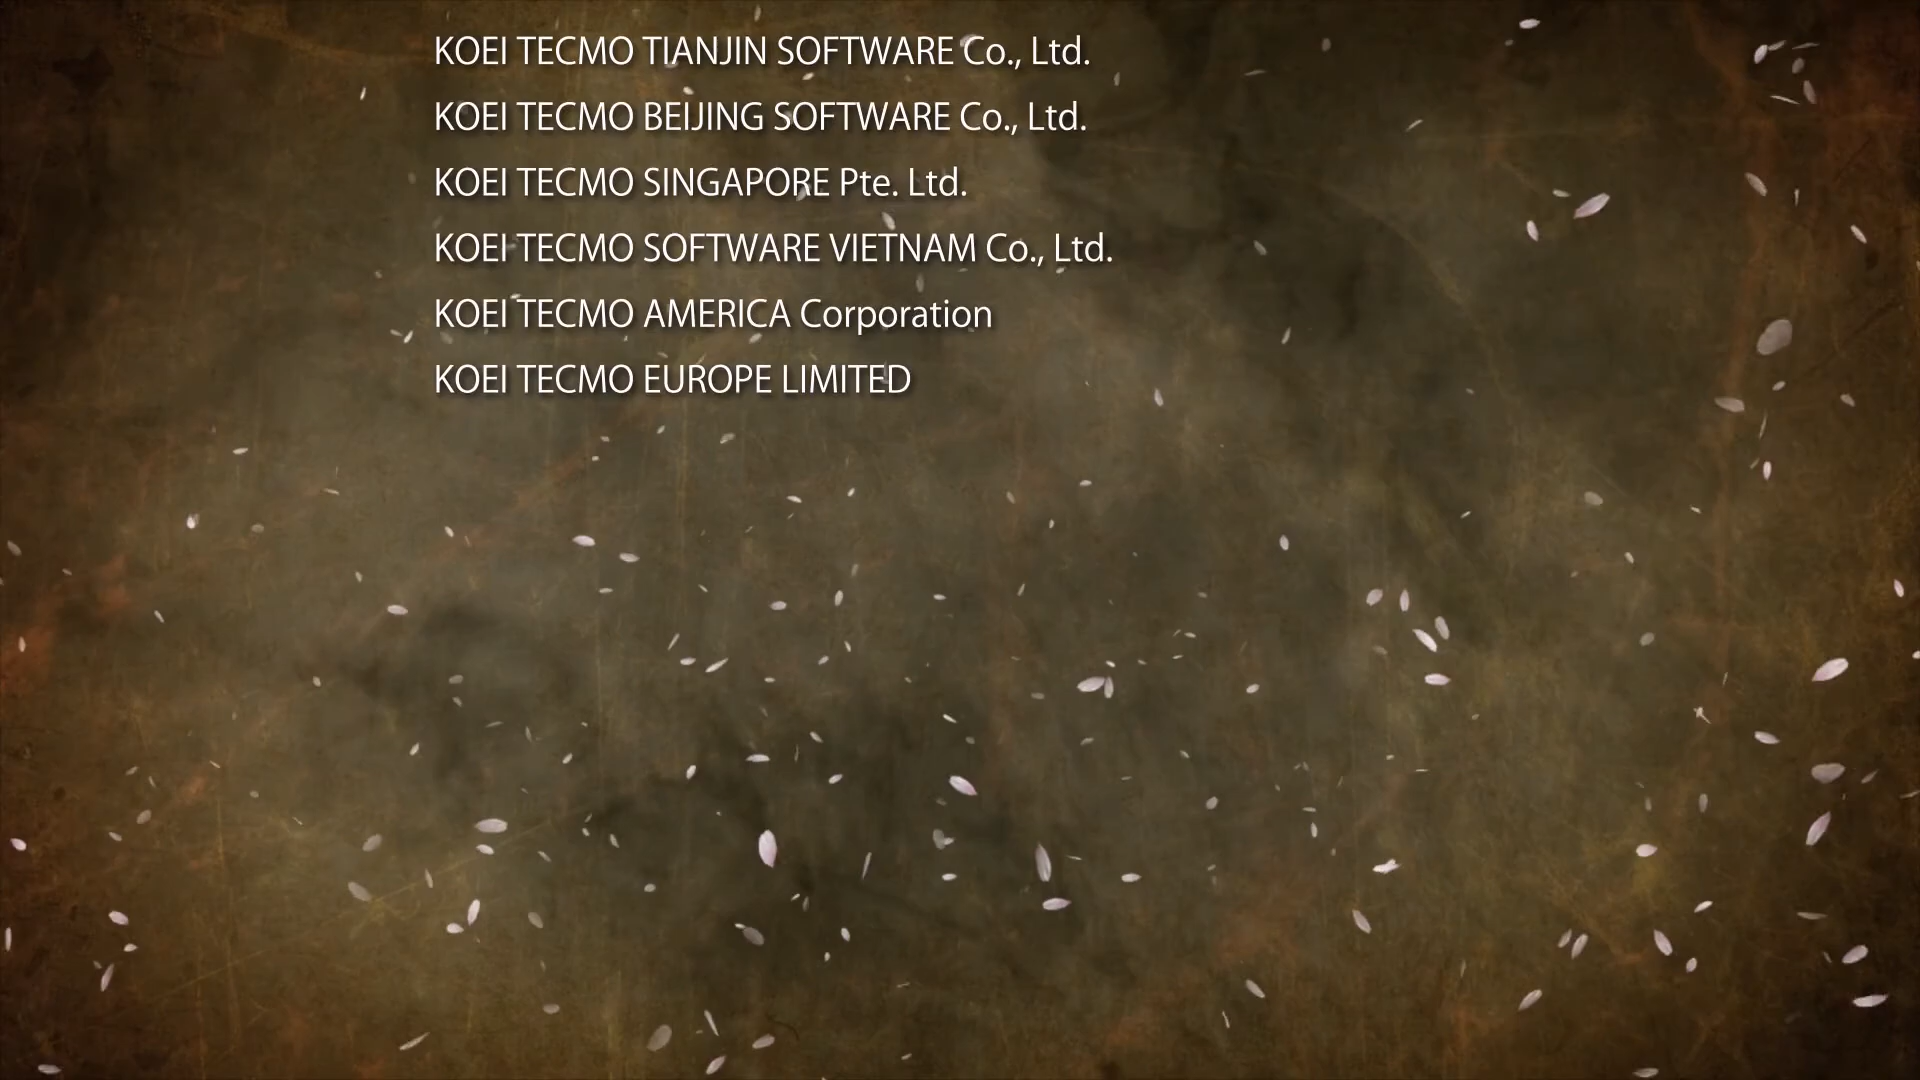 KOEI TECMO TIANJIN SOFTWARE Co., Ltd.
KOEI TECMO BEIJING SOFTWARE Co., Ltd.
KOEI TECMO SINGAPORE Pte. Ltd.
KOEI TECMO SOFTWARE VIETNAM Co., Ltd.
KOEI TECMO AMERICA Corporation
KOEI TECMO EUROPE LIMITED